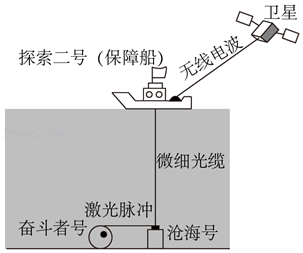 卫星
探索二号（保障船）
无线电波
微细光缆
激光脉冲
奋斗者号
沧海号